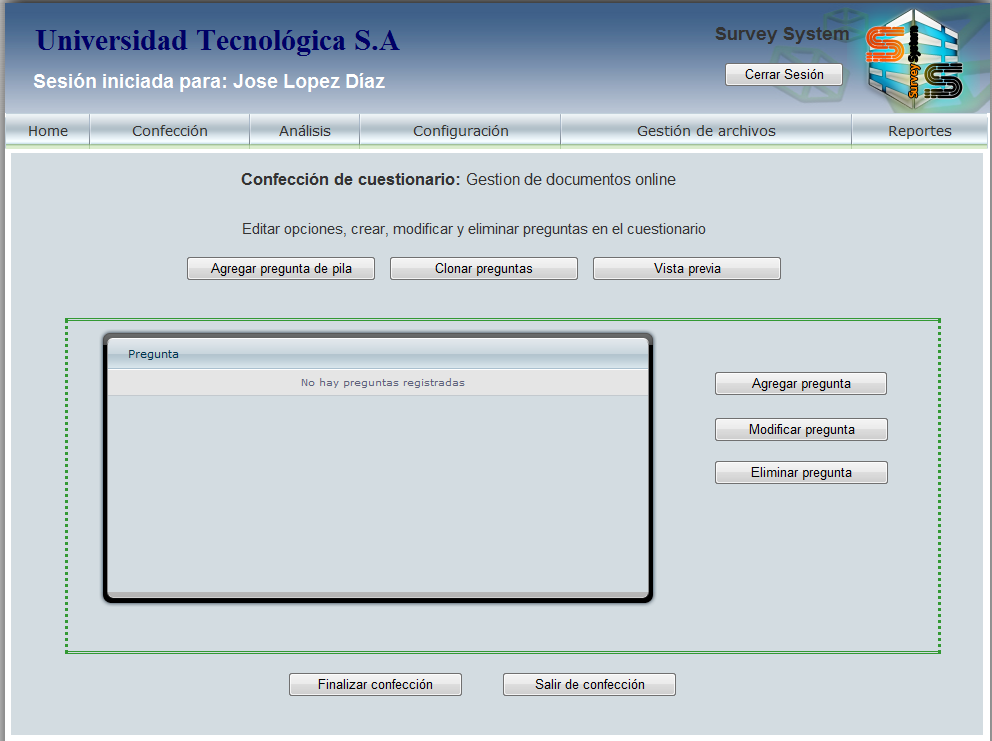 Universidad Tecnológica S.A
Survey System
Sesión iniciada para: Jose Lopez Diaz
Cerrar Sesión
Survey System
SS
Home Confección Análisis Configuración Gestión de archivos Reportes
Confección de cuestionario: Gestion de documentos online
Editar opciones, crear, modificar y eliminar preguntas en el cuestionario
Agregar pregunta de pila Clonar preguntas Vista previa
Pregunta
No hay preguntas registradas
Agregar pregunta
Modificar pregunta
Eliminar pregunta
Finalizar confección Salir de confección